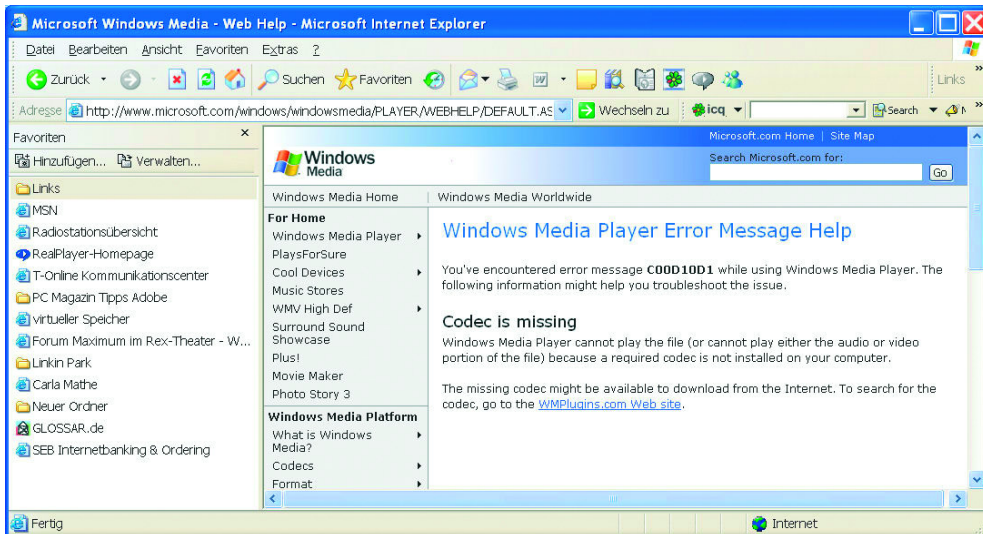 Microsoft Windows Media - Web Help - Microsoft Internet Explorer
Datei Bearbeiten Ansicht Favoriten Extras ?
Zurück Suchen Favoriten Links
Adresse http://www.microsoft.com/windows/windowsmedia/PLAYER/WEBHELP/DEFAULT.AS Wechseln zu icq Search
Favoriten
Hinzufügen... Verwalten...
Links
MSN
Radiostationsübersicht
RealPlayer-Homepage
T-Online Kommunikationscenter
PC Magazin Tipps Adobe
virtueller Speicher
Forum Maximum im Rex-Theater - W...
Linkin Park
Carla Mathe
Neuer Ordner
GLOSSAR.de
SEB Internetbanking & Ordering
Microsoft.com Home | Site Map
Windows
Media
Search Microsoft.com for:
Go
Windows Media Home | Windows Media Worldwide
For Home
Windows Media Player
PlaysForSure
Cool Devices
Music Stores
WMV High Def
Surround Sound
Showcase
Plus!
Movie Maker
Photo Story 3
Windows Media Platform
What is Windows
Media?
Codecs
Format
Windows Media Player Error Message Help
You've encountered error message C00D10D1 while using Windows Media Player. The
following information might help you troubleshoot the issue.
Codec is missing
Windows Media Player cannot play the file (or cannot play either the audio or video
portion of the file) because a required codec is not installed on your computer.
The missing codec might be available to download from the Internet. To search for the
codec, go to the WMPlugins.com Web site.
Fertig Internet